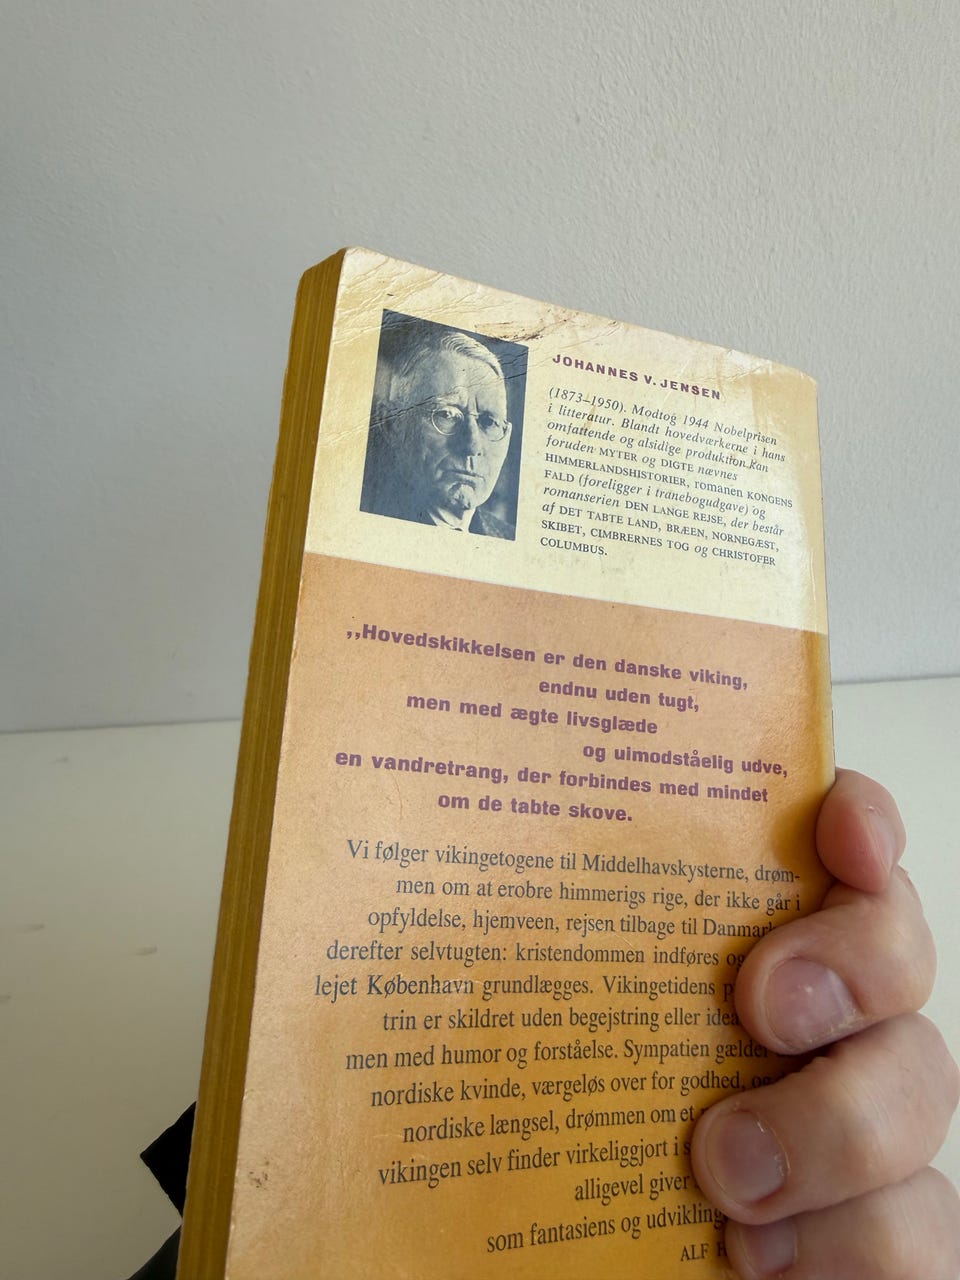 JOHANNES V. JENSEN
(1873–1950). Modtog 1944 Nobelprisen
i litteratur. Blandt hovedværkerne i hans
omfattende og alsidige produktion kan
foruden MYTER og DIGTE nævnes
HIMMERLANDSHISTORIER, romanen KONGENS
FALD (foreligger i tranebogudgave) og
romanserien DEN LANGE REJSE, der består
af DET TABTE LAND, BRÆEN, NORNEGÆST,
SKIBET, CIMBRERNES TOG og CHRISTOFER
COLUMBUS.
,,Hovedskikkelsen er den danske viking,
endnu uden tugt,
men med ægte livsglæde
og uimodståelig udve,
en vandretrang, der forbindes med mindet
om de tabte skove.
Vi følger vikingetogene til Middelhavskysterne, drøm-
men om at erobre himmerigs rige, der ikke går i
opfyldelse, hjemveen, rejsen tilbage til Danmark
derefter selvtugten: kristendommen indføres
lejet København grundlægges. Vikingetidens
trin er skildret uden begejstring eller
men med humor og forståelse. Sympatien gælder
nordiske kvinde, værgeløs over for godhed,
nordiske længsel, drømmen om et
vikingen selv finder virkeliggjort i
alligevel giver
som fantasiens og
ALF